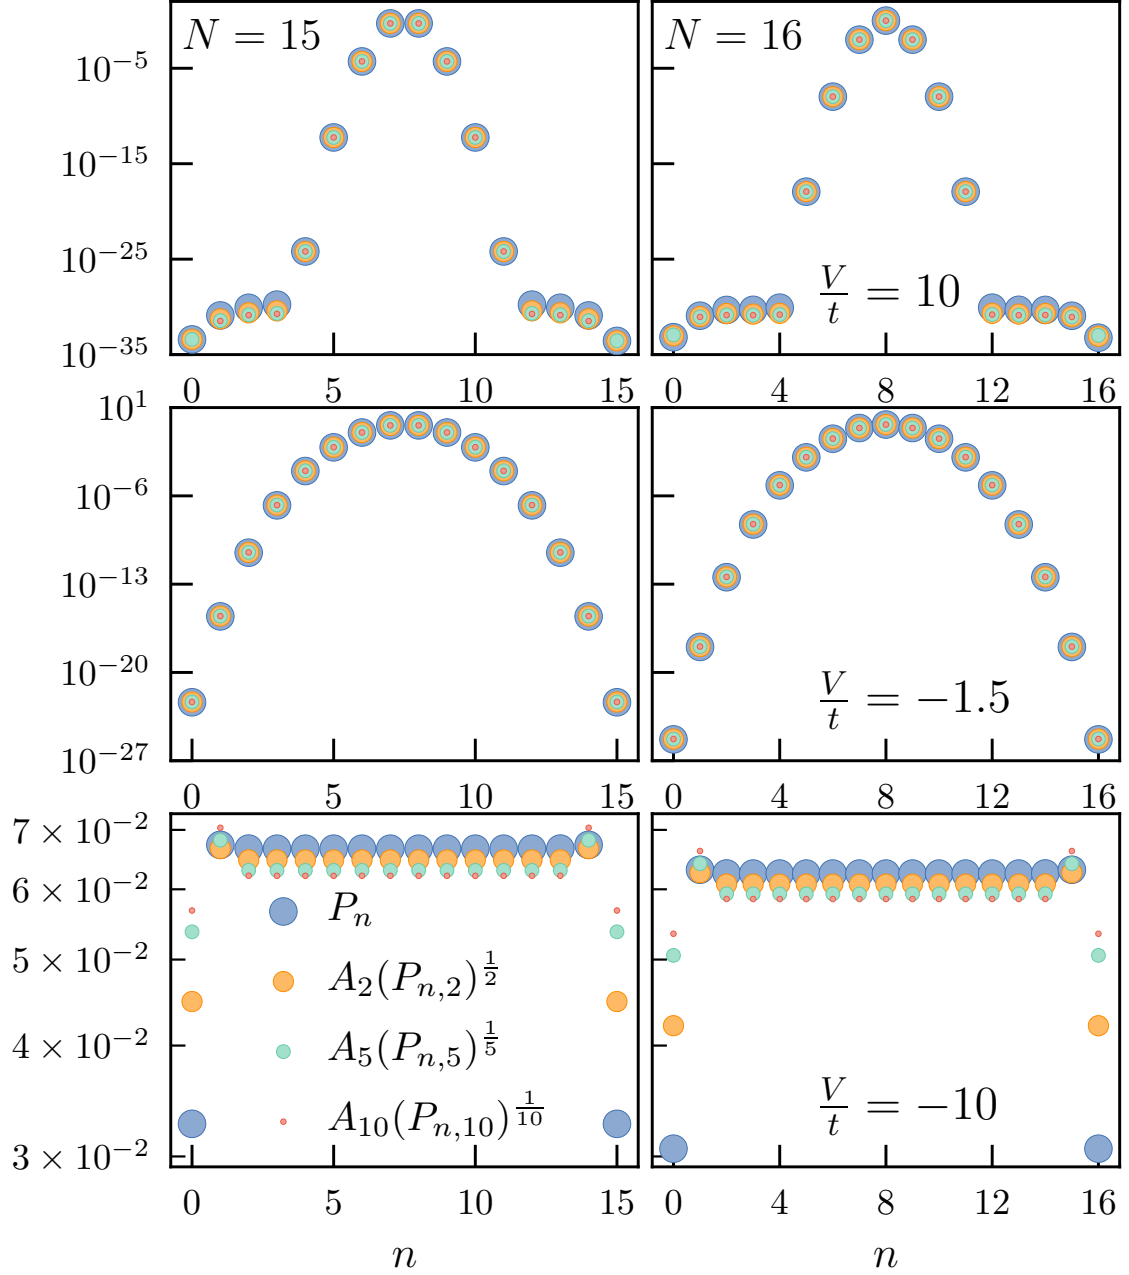 N = 15
N = 16
10^{-5}
10^{-15}
10^{-25}
10^{-35}
V/t = 10
0 5 10 15
0 4 8 12 16
10^{1}
10^{-6}
10^{-13}
10^{-20}
10^{-27}
V/t = −1.5
0 5 10 15
0 4 8 12 16
7 × 10^{-2}
6 × 10^{-2}
5 × 10^{-2}
4 × 10^{-2}
3 × 10^{-2}
P_n
A_2(P_{n,2})^{1/2}
A_5(P_{n,5})^{1/5}
A_{10}(P_{n,10})^{1/10}
V/t = −10
0 5 10 15
0 4 8 12 16
n
n